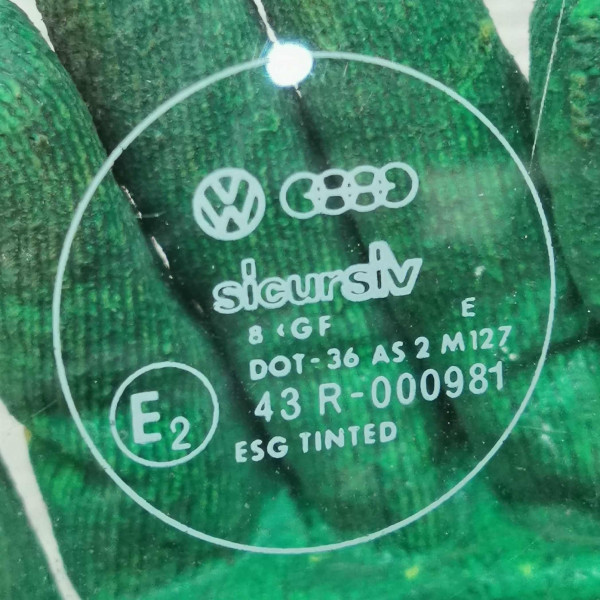 sicursiv
8 ‹GF E
DOT-36 AS 2 M127
43 R-000981
E2
ESG TINTED